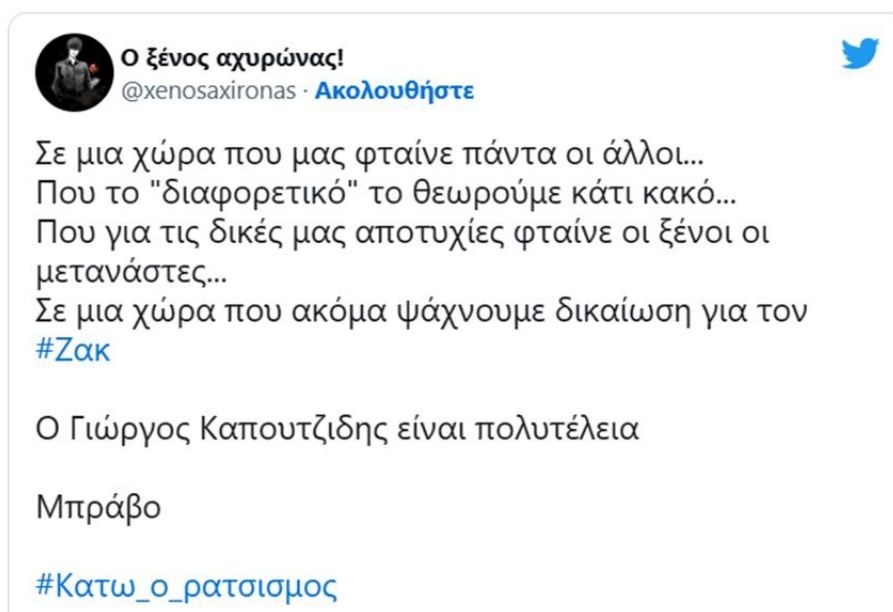 Ο ξένος αχυρώνας!
@xenosaxironas · Ακολουθήστε
Σε μια χώρα που μας φταίνε πάντα οι άλλοι...
Που το "διαφορετικό" το θεωρούμε κάτι κακό...
Που για τις δικές μας αποτυχίες φταίνε οι ξένοι οι
μετανάστες...
Σε μια χώρα που ακόμα ψάχνουμε δικαίωση για τον
#Ζακ
Ο Γιώργος Καπουτζιδης είναι πολυτέλεια
Μπράβο
#Κατω_ο_ρατσισμος